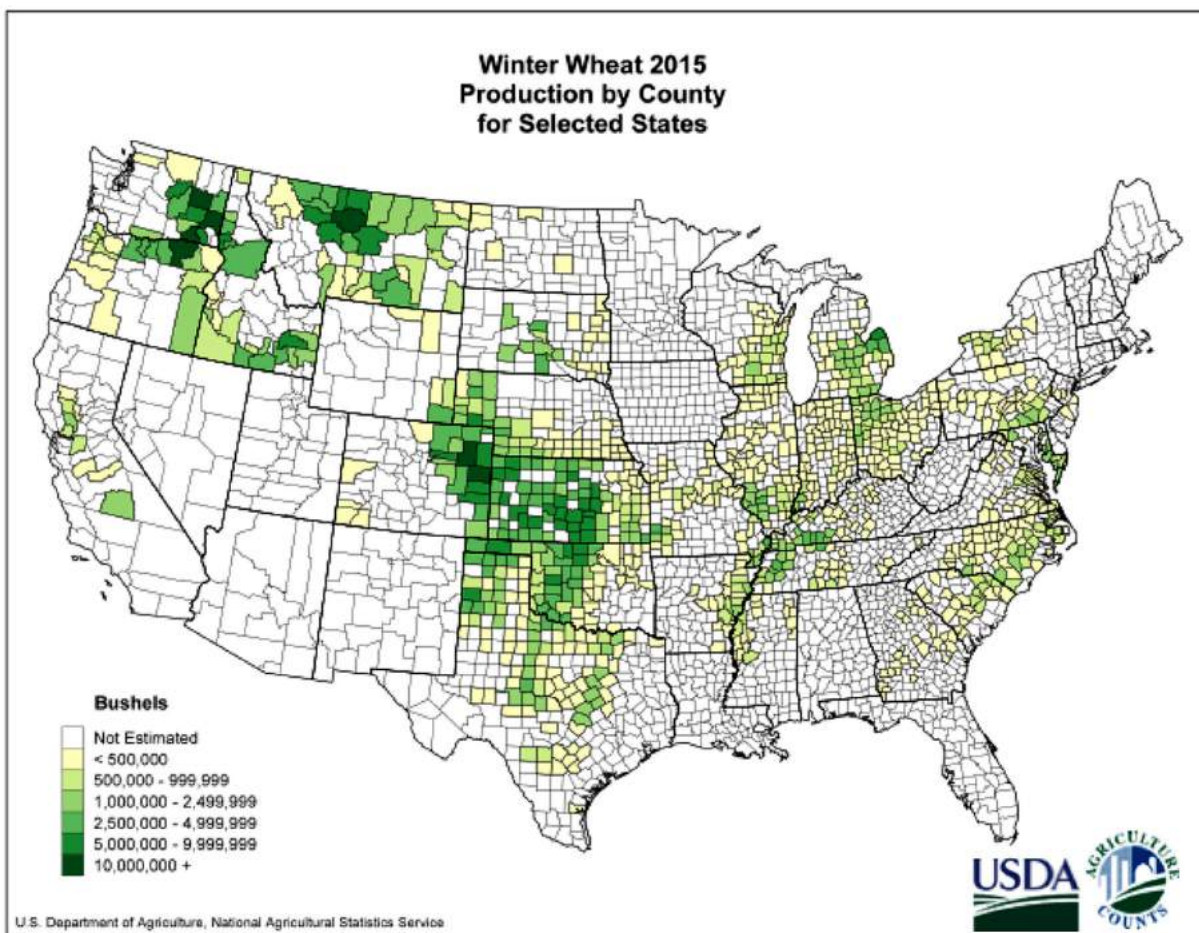 Winter Wheat 2015
Production by County
for Selected States
Bushels
Not Estimated
< 500,000
500,000 - 999,999
1,000,000 - 2,499,999
2,500,000 - 4,999,999
5,000,000 - 9,999,999
10,000,000 +
U.S. Department of Agriculture, National Agricultural Statistics Service
USDA
AGRICULTURE
COUNTS